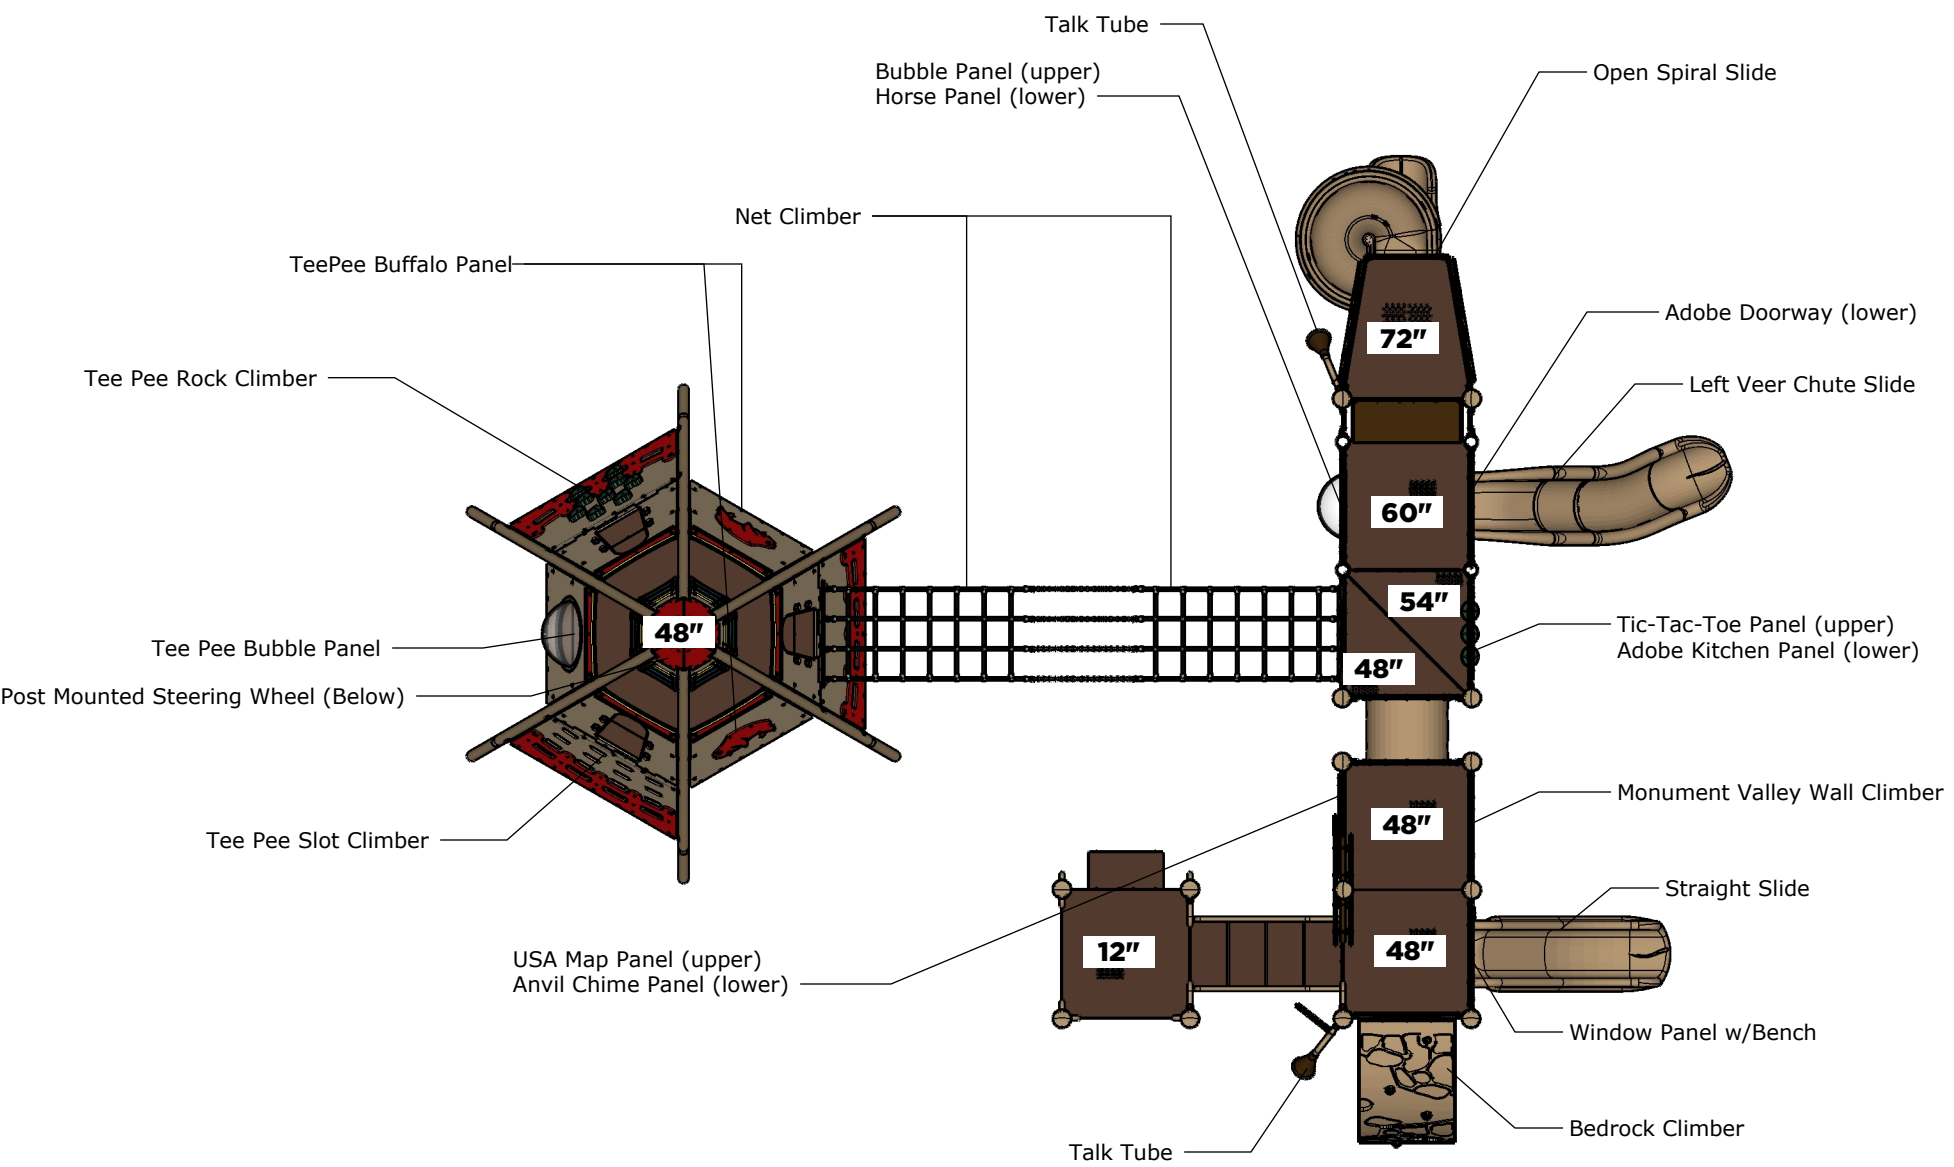 Talk Tube
Bubble Panel (upper)
Horse Panel (lower)
Open Spiral Slide
Net Climber
TeePee Buffalo Panel
Adobe Doorway (lower)
72"
Tee Pee Rock Climber
Left Veer Chute Slide
60"
54"
48"
Tic-Tac-Toe Panel (upper)
Adobe Kitchen Panel (lower)
Tee Pee Bubble Panel
48"
Post Mounted Steering Wheel (Below)
Monument Valley Wall Climber
48"
Tee Pee Slot Climber
Straight Slide
12"
48"
USA Map Panel (upper)
Anvil Chime Panel (lower)
Window Panel w/Bench
Bedrock Climber
Talk Tube